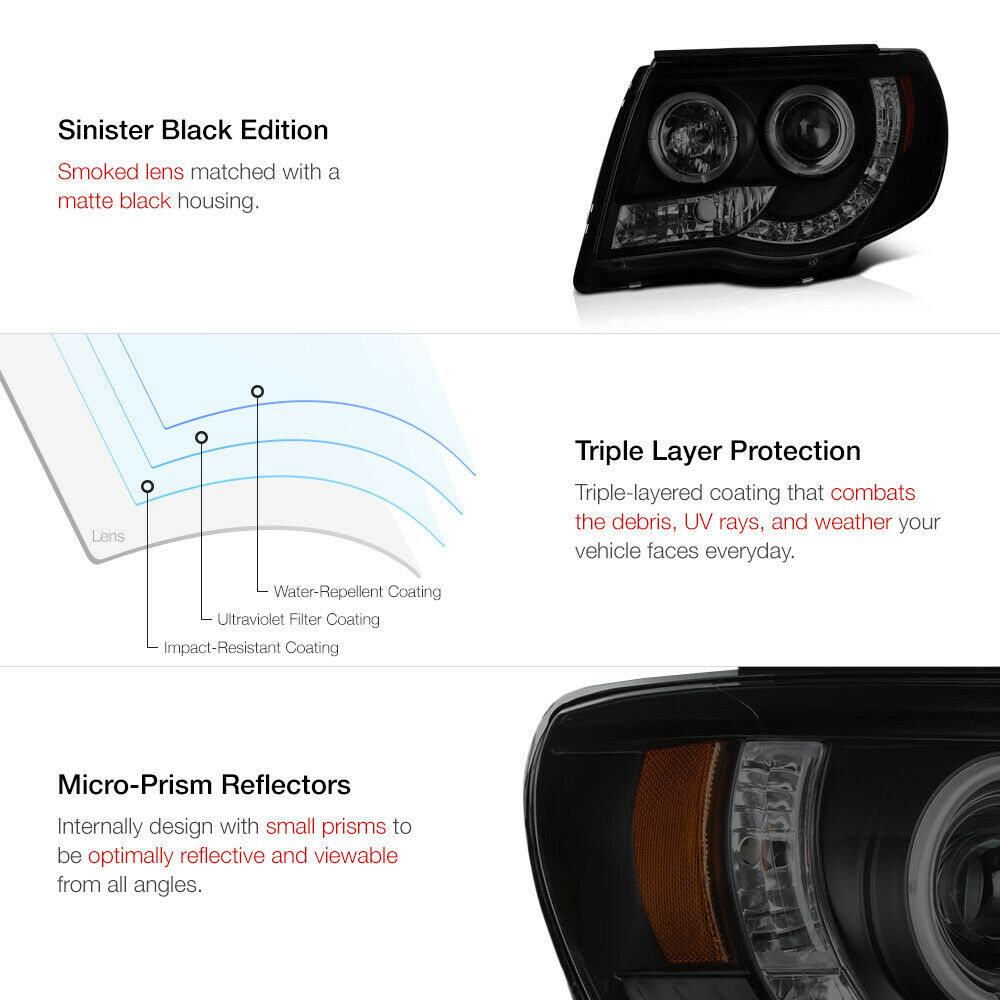 Sinister Black Edition
Smoked lens matched with a
matte black housing.
Lens
Water-Repellent Coating
Ultraviolet Filter Coating
Impact-Resistant Coating
Triple Layer Protection
Triple-layered coating that combats
the debris, UV rays, and weather your
vehicle faces everyday.
Micro-Prism Reflectors
Internally design with small prisms to
be optimally reflective and viewable
from all angles.